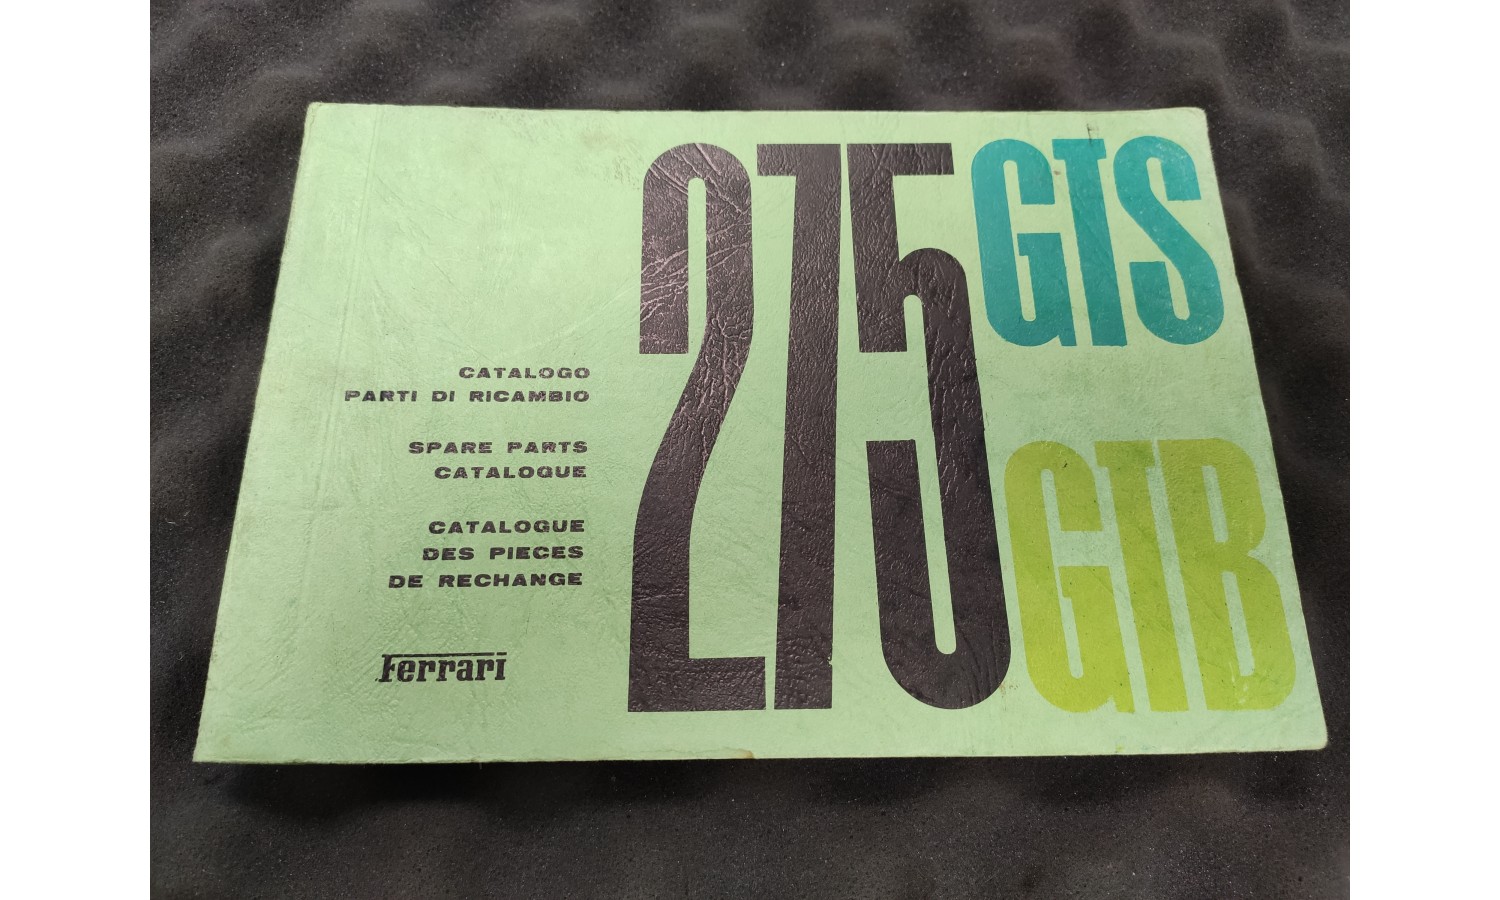 275 GTS
GTB
CATALOGO
PARTI DI RICAMBIO
SPARE PARTS
CATALOGUE
CATALOGUE
DES PIECES
DE RECHANGE
Ferrari